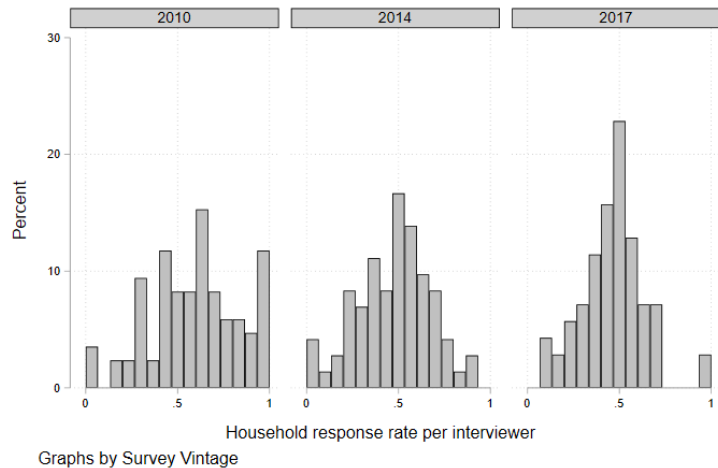 2010 2014 2017
30
20
10
0
0 .5 1 0 .5 1 0 .5 1
Percent
Household response rate per interviewer
Graphs by Survey Vintage